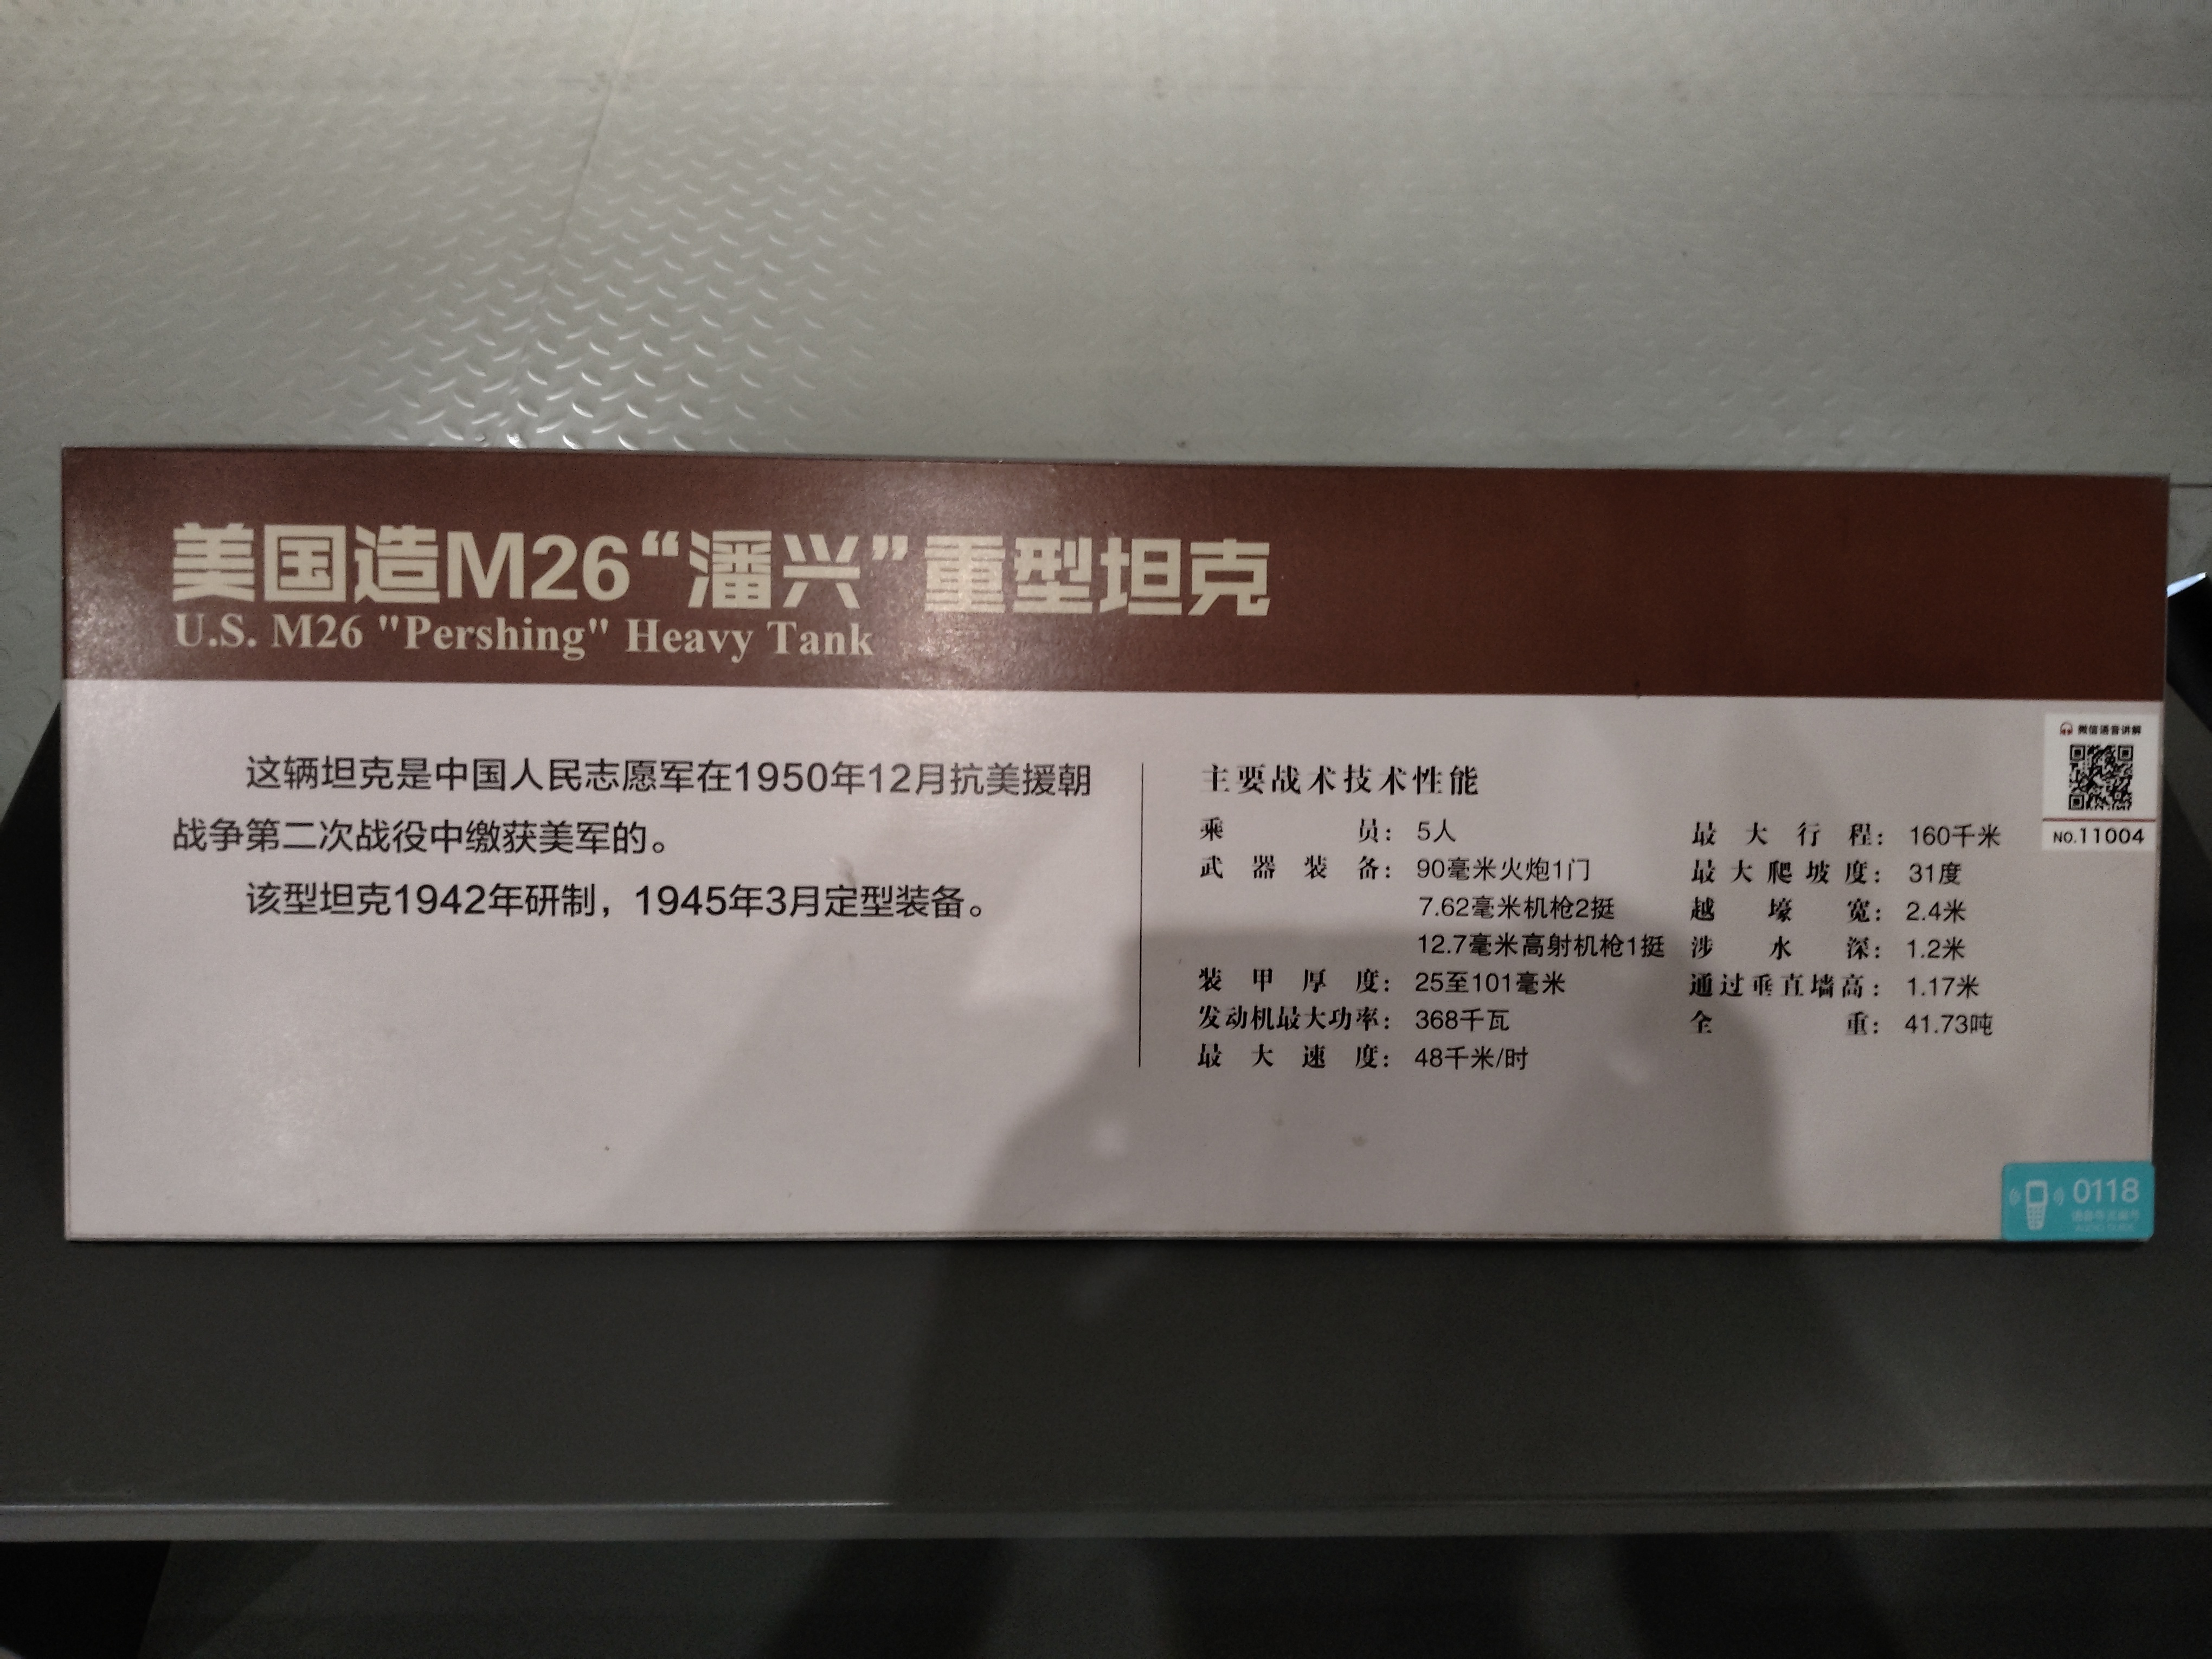 美国造M26“潘兴”重型坦克
U.S. M26 "Pershing" Heavy Tank
这辆坦克是中国人民志愿军在1950年12月抗美援朝
战争第二次战役中缴获美军的。
该型坦克1942年研制，1945年3月定型装备。
主要战术技术性能
乘员：5人
武器装备：90毫米火炮1门
7.62毫米机枪2挺
12.7毫米高射机枪1挺
装甲厚度：25至101毫米
发动机最大功率：368千瓦
最大速度：48千米/时
最大行程：160千米
最大爬坡度：31度
越壕宽：2.4米
涉水深：1.2米
通过垂直墙高：1.17米
全重：41.73吨
微信语音讲解
NO.11004
0118